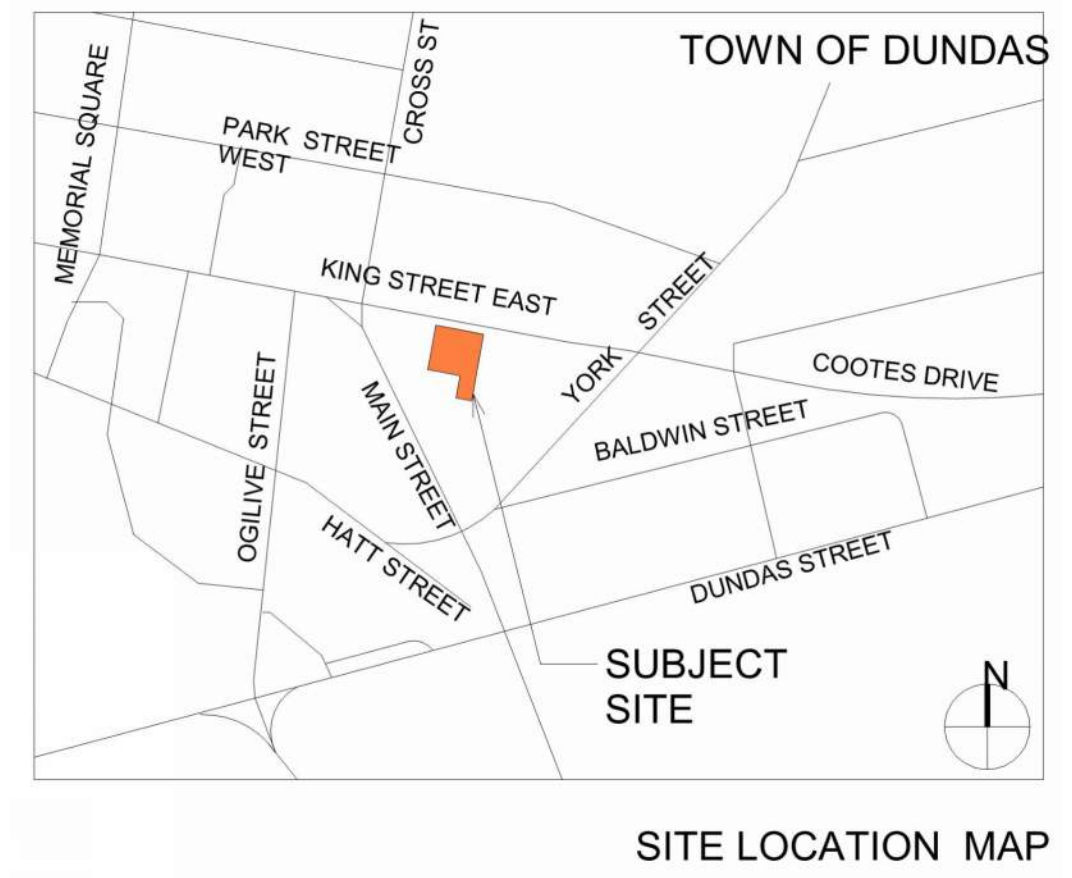 TOWN OF DUNDAS
MEMORIAL SQUARE
CROSS ST
PARK STREET
WEST
KING STREET EAST
YORK STREET
COOTES DRIVE
BALDWIN STREET
OGILIVE STREET
MAIN STREET
HATT STREET
DUNDAS STREET
SUBJECT
SITE
N
SITE LOCATION MAP